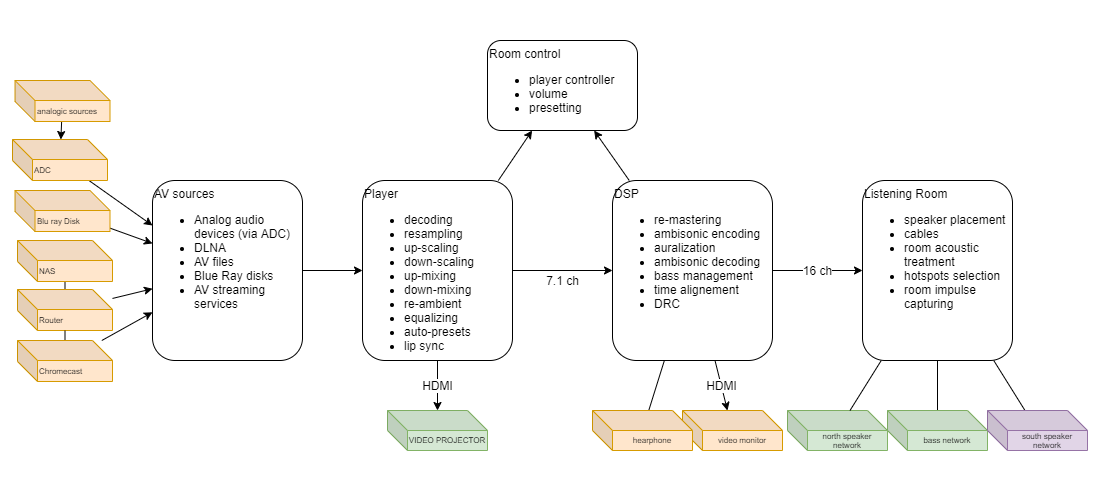 Room control
player controller
volume
presetting
analogic sources
ADC
Blu ray Disk
NAS
Router
Chromecast
AV sources
Analog audio
devices (via ADC)
DLNA
AV files
Blue Ray disks
AV streaming
services
Player
decoding
resampling
up-scaling
down-scaling
up-mixing
down-mixing
re-ambient
equalizing
auto-presets
lip sync
7.1 ch
DSP
re-mastering
ambisonic encoding
auralization
ambisonic decoding
bass management
time alignement
DRC
16 ch
Listening Room
speaker placement
cables
room acoustic
treatment
hotspots selection
room impulse
capturing
HDMI
HDMI
VIDEO PROJECTOR
hearphone
video monitor
north speaker
network
bass network
south speaker
network